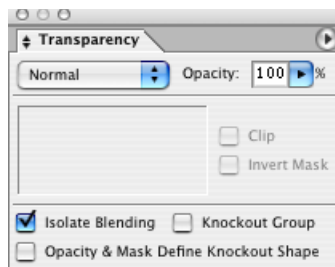 Transparency
Normal Opacity: 100 %
Clip
Invert Mask
Isolate Blending Knockout Group
Opacity & Mask Define Knockout Shape